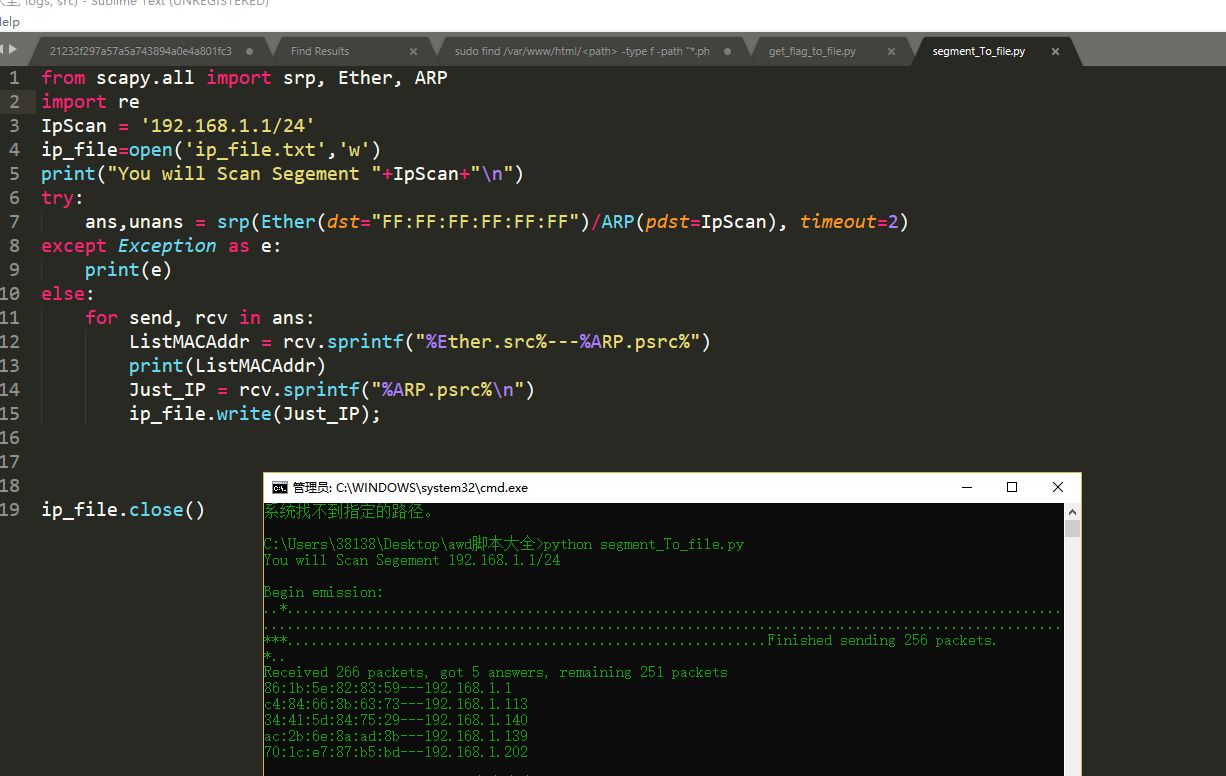 大全, logs, src) - Sublime Text (UNREGISTERED)
Help
21232f297a57a5a743894a0e4a801fc3 Find Results sudo find /var/www/html/<path> -type f -path "*.ph get_flag_to_file.py segment_To_file.py
1 from scapy.all import srp, Ether, ARP
2 import re
3 IpScan = '192.168.1.1/24'
4 ip_file=open('ip_file.txt','w')
5 print("You will Scan Segement "+IpScan+"\n")
6 try:
7 ans,unans = srp(Ether(dst="FF:FF:FF:FF:FF:FF")/ARP(pdst=IpScan), timeout=2)
8 except Exception as e:
9 print(e)
10 else:
11 for send, rcv in ans:
12 ListMACAddr = rcv.sprintf("%Ether.src%---%ARP.psrc%")
13 print(ListMACAddr)
14 Just_IP = rcv.sprintf("%ARP.psrc%\n")
15 ip_file.write(Just_IP);
16
17
18
19 ip_file.close()
管理员: C:\WINDOWS\system32\cmd.exe
系统找不到指定的路径。
C:\Users\38138\Desktop\awd脚本大全>python segment_To_file.py
You will Scan Segement 192.168.1.1/24
Begin emission:
..*.................................................................................................
....................................................................................................
***............................................................Finished sending 256 packets.
*..
Received 266 packets, got 5 answers, remaining 251 packets
86:1b:5e:82:83:59---192.168.1.1
c4:84:66:8b:63:73---192.168.1.113
34:41:5d:84:75:29---192.168.1.140
ac:2b:6e:8a:ad:8b---192.168.1.139
70:1c:e7:87:b5:bd---192.168.1.202